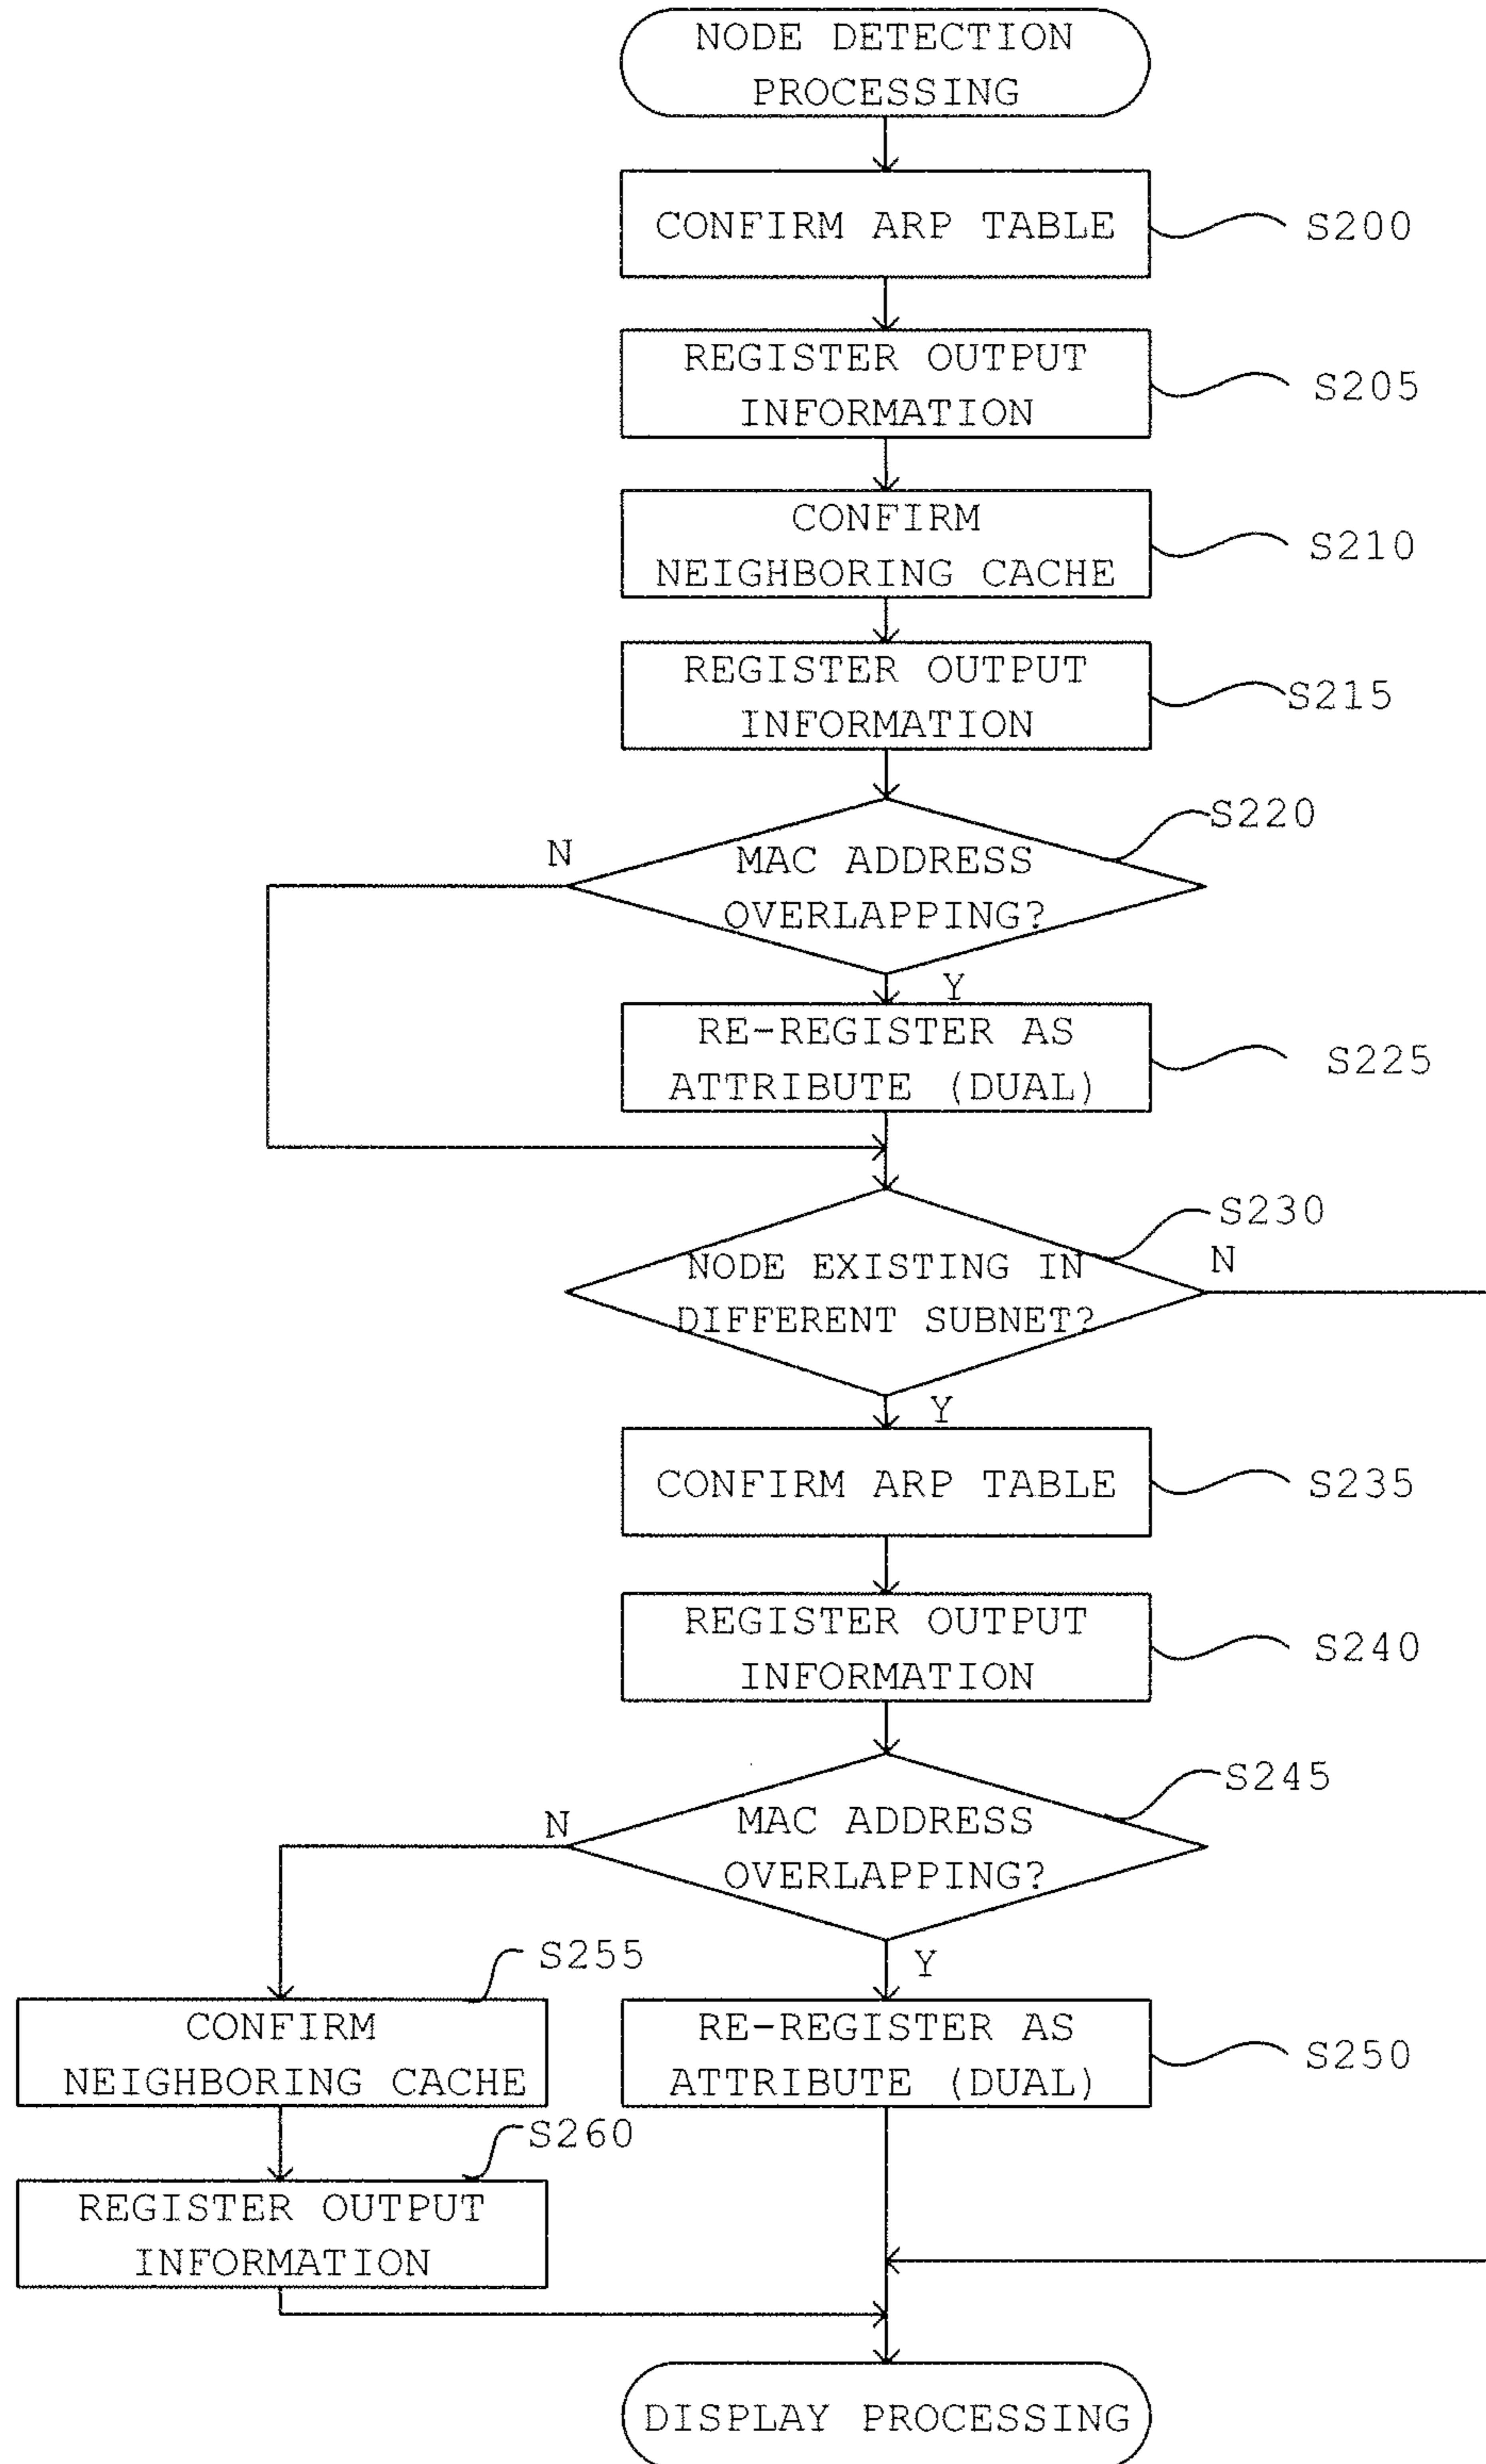 NODE DETECTION
PROCESSING
CONFIRM ARP TABLE
S200
REGISTER OUTPUT
INFORMATION
S205
CONFIRM
NEIGHBORING CACHE
S210
REGISTER OUTPUT
INFORMATION
S215
S220
N
MAC ADDRESS
OVERLAPPING?
Y
RE-REGISTER AS
ATTRIBUTE (DUAL)
S225
S230
N
NODE EXISTING IN
DIFFERENT SUBNET?
Y
CONFIRM ARP TABLE
S235
REGISTER OUTPUT
INFORMATION
S240
S245
N
MAC ADDRESS
OVERLAPPING?
Y
S255
CONFIRM
NEIGHBORING CACHE
RE-REGISTER AS
ATTRIBUTE (DUAL)
S250
S260
REGISTER OUTPUT
INFORMATION
DISPLAY PROCESSING